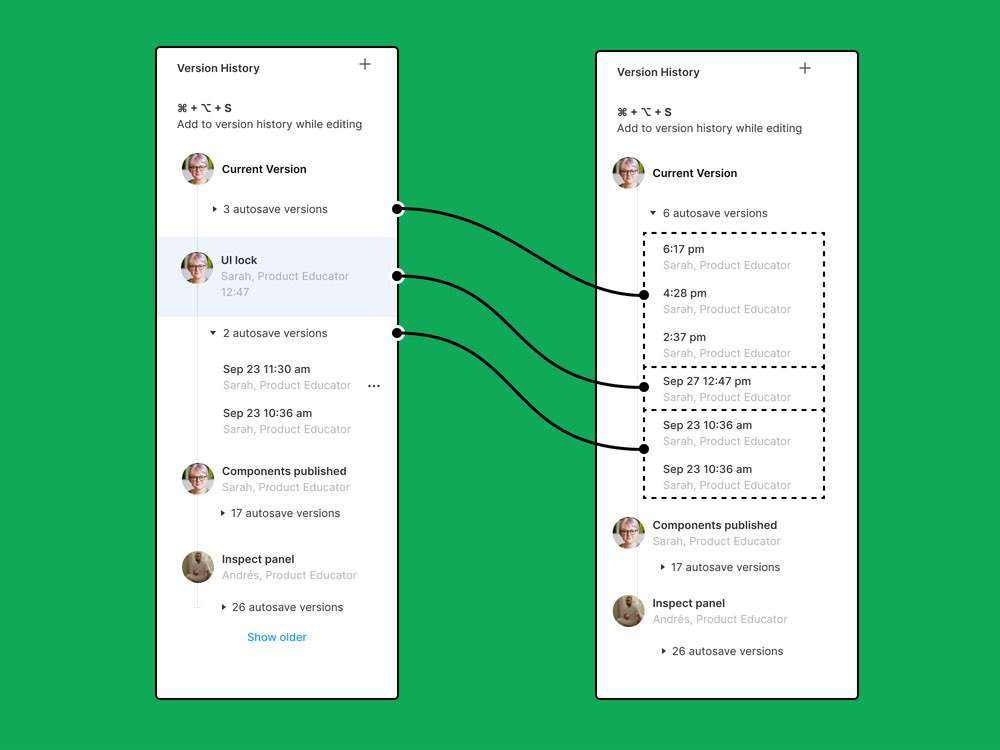 Version History
⌘ + ⌥ + S
Add to version history while editing
Current Version
3 autosave versions
UI lock
Sarah, Product Educator
12:47
2 autosave versions
Sep 23 11:30 am
Sarah, Product Educator
Sep 23 10:36 am
Sarah, Product Educator
Components published
Sarah, Product Educator
17 autosave versions
Inspect panel
Andrés, Product Educator
26 autosave versions
Show older
Version History
⌘ + ⌥ + S
Add to version history while editing
Current Version
6 autosave versions
6:17 pm
Sarah, Product Educator
4:28 pm
Sarah, Product Educator
2:37 pm
Sarah, Product Educator
Sep 27 12:47 pm
Sarah, Product Educator
Sep 23 10:36 am
Sarah, Product Educator
Sep 23 10:36 am
Sarah, Product Educator
Components published
Sarah, Product Educator
17 autosave versions
Inspect panel
Andrés, Product Educator
26 autosave versions